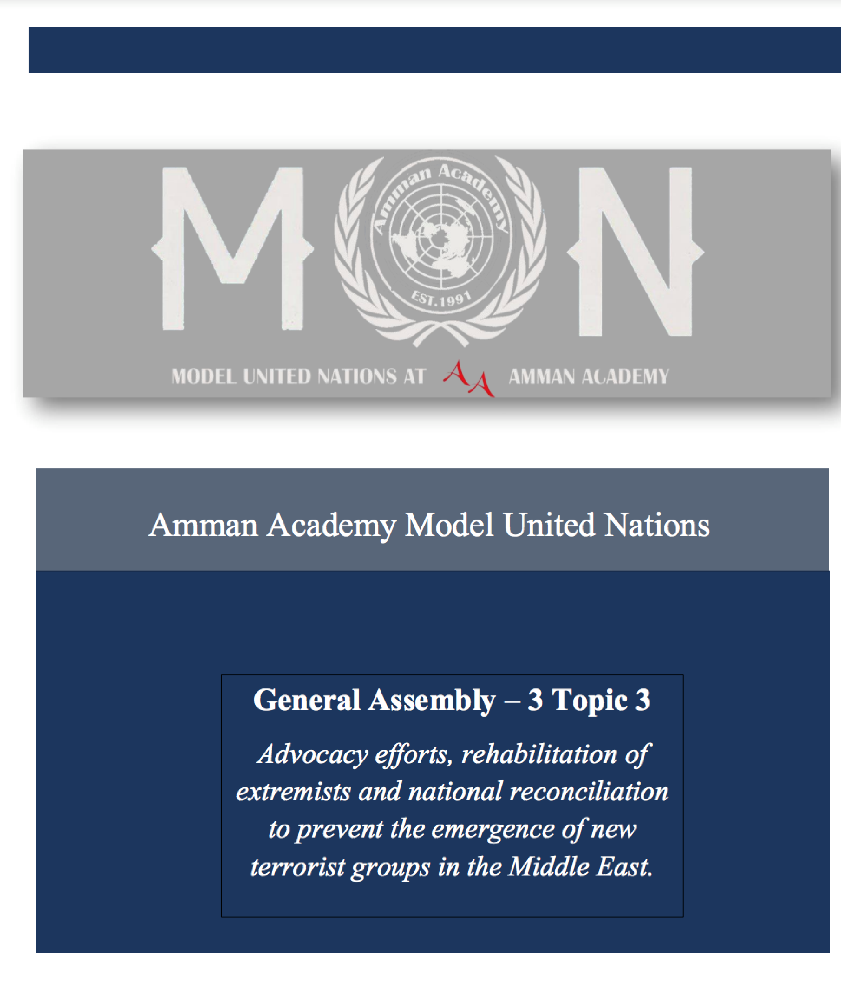 M N
Amman Academy
EST.1991
MODEL UNITED NATIONS AT AA AMMAN ACADEMY
Amman Academy Model United Nations
General Assembly – 3 Topic 3
Advocacy efforts, rehabilitation of
extremists and national reconciliation
to prevent the emergence of new
terrorist groups in the Middle East.